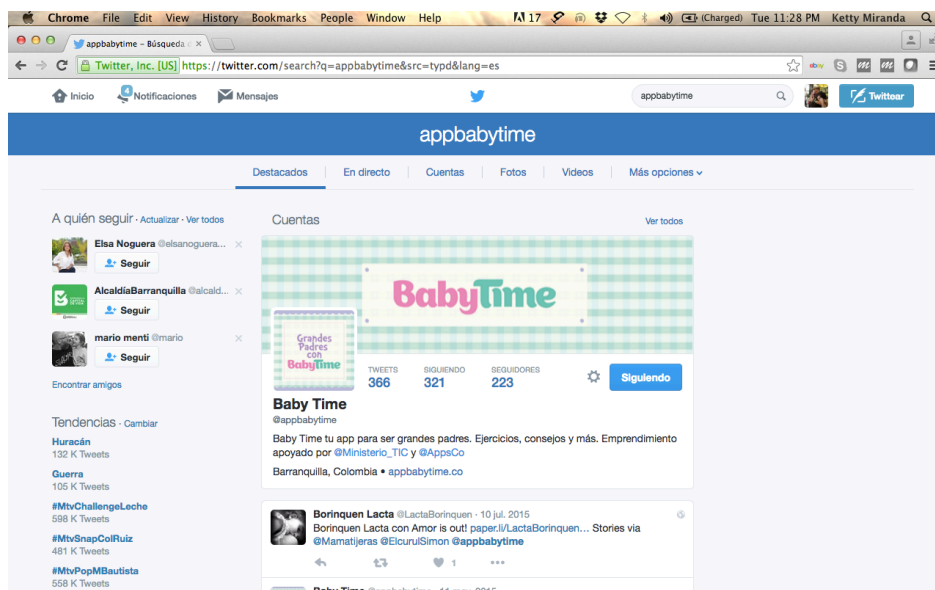 Chrome File Edit View History Bookmarks People Window Help 17 (Charged) Tue 11:28 PM Ketty Miranda
appbabytime - Búsqueda d
Twitter, Inc. [US] https://twitter.com/search?q=appbabytime&src=typd&lang=es
Inicio 4 Notificaciones Mensajes appbabytime Twittear
appbabytime
Destacados En directo Cuentas Fotos Videos Más opciones
A quién seguir · Actualizar · Ver todos
Elsa Noguera @elsanoguera...
Seguir
AlcaldíaBarranquilla @alcald...
Seguir
mario menti @mario
Seguir
Encontrar amigos
Tendencias · Cambiar
Huracán
132 K Tweets
Guerra
105 K Tweets
#MtvChallengeLeche
598 K Tweets
#MtvSnapColRuiz
481 K Tweets
#MtvPopMBautista
558 K Tweets
Cuentas Ver todos
BabyTime
Grandes
Padres
con
BabyTime
TWEETS SIGUIENDO SEGUIDORES
366 321 223
Siguiendo
Baby Time
@appbabytime
Baby Time tu app para ser grandes padres. Ejercicios, consejos y más. Emprendimiento
apoyado por @Ministerio_TIC y @AppsCo
Barranquilla, Colombia • appbabytime.co
Borinquen Lacta @LactaBorinquen · 10 jul. 2015
Borinquen Lacta con Amor is out! paper.li/LactaBorinquen... Stories via
@Mamatijeras @ElcurulSimon @appbabytime
1